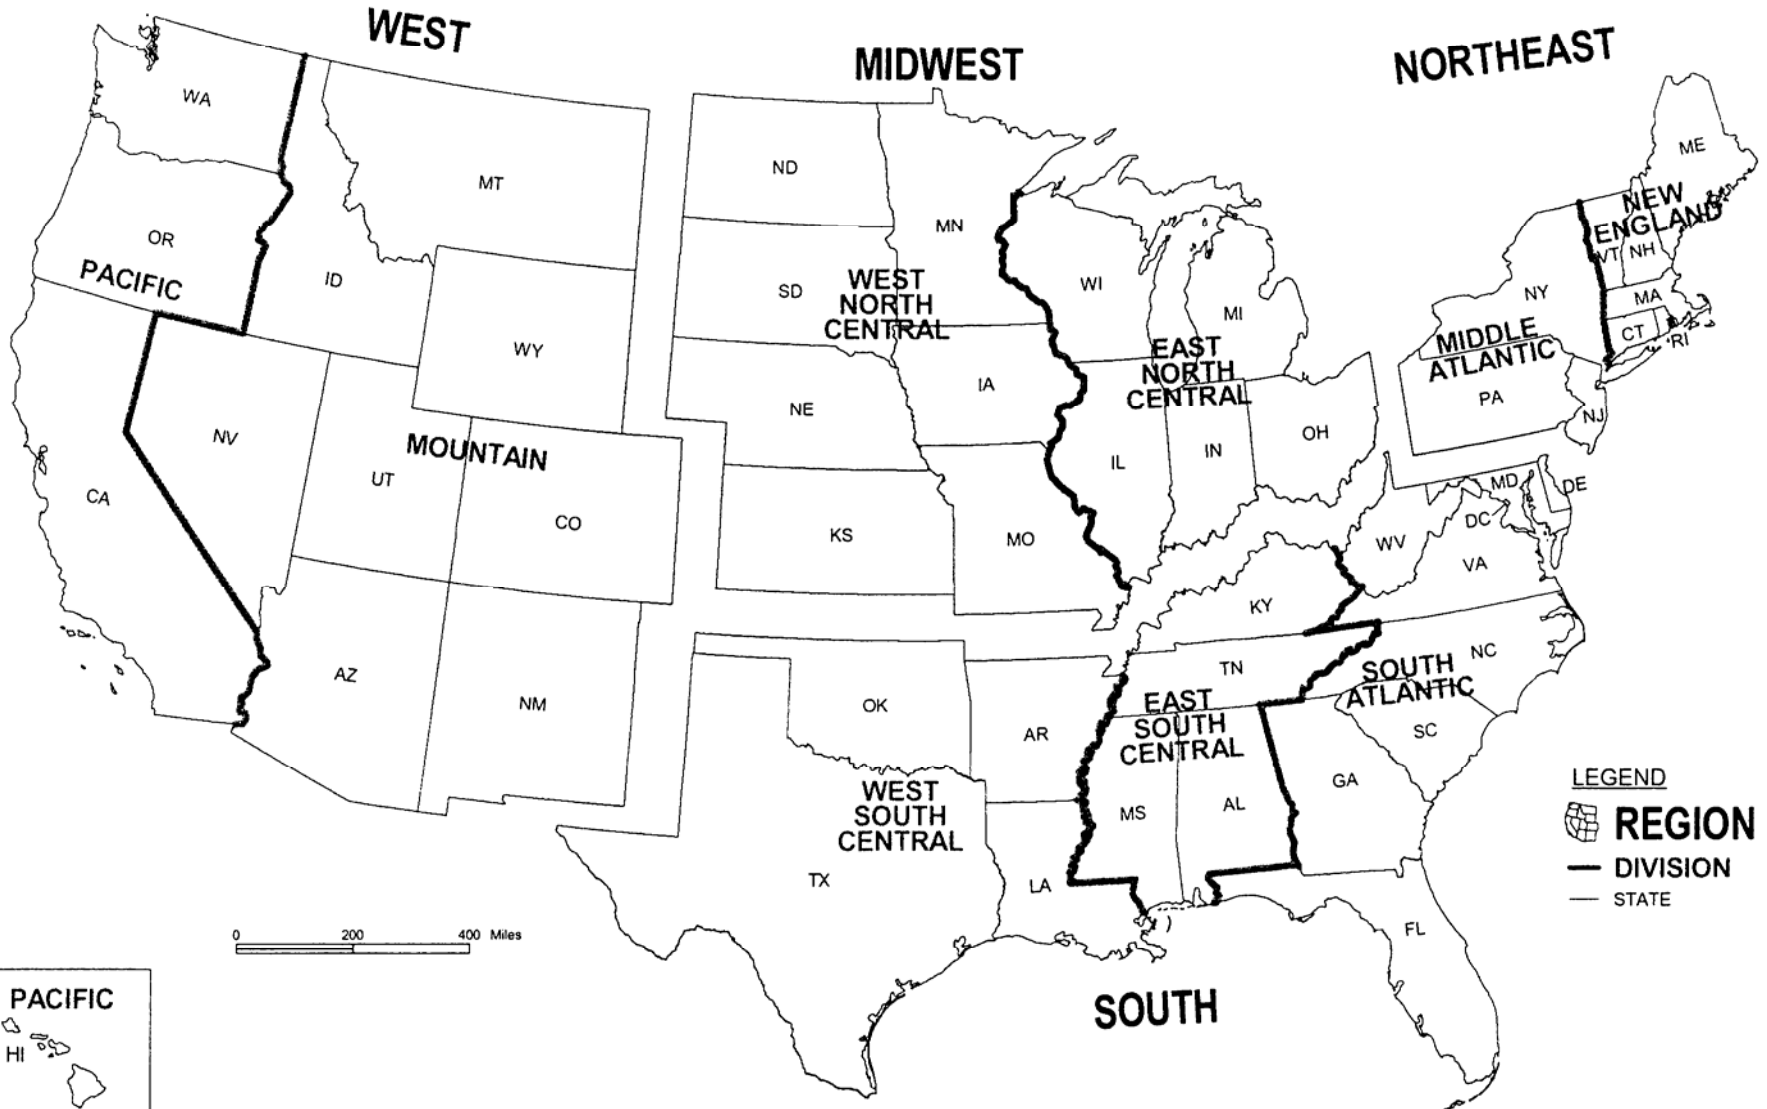 WEST
MIDWEST
NORTHEAST
WA
MT
ND
MN
ME
OR
ID
SD
WI
MI
NY
NEW
ENGLAND
VT
NH
MA
CT
RI
PACIFIC
WY
WEST
NORTH
CENTRAL
EAST
NORTH
CENTRAL
MIDDLE
ATLANTIC
PA
NJ
NE
IA
NV
MOUNTAIN
UT
CO
CA
IL
IN
OH
MD
DE
DC
KS
MO
WV
VA
KY
AZ
NM
OK
AR
TN
NC
SOUTH
ATLANTIC
EAST
SOUTH
CENTRAL
SC
WEST
SOUTH
CENTRAL
MS
AL
GA
TX
LA
FL
LEGEND
REGION
DIVISION
STATE
0 200 400 Miles
SOUTH
PACIFIC
HI